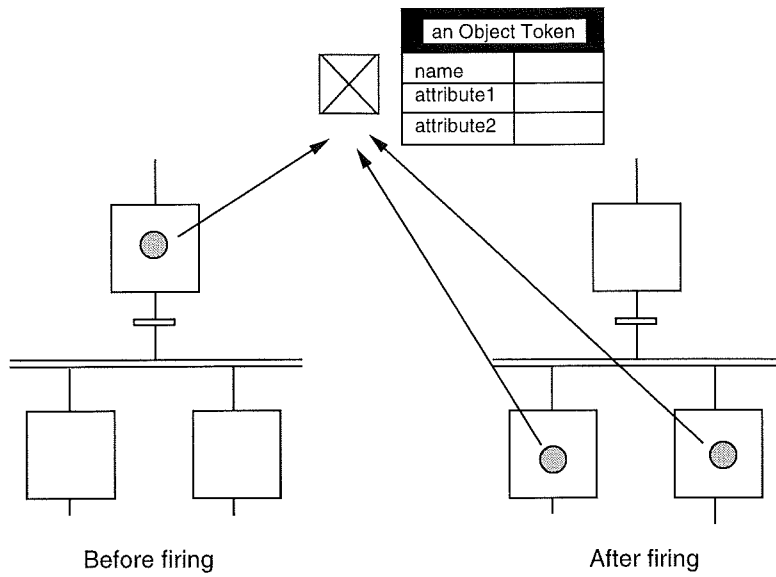 an Object Token
name
attribute1
attribute2
Before firing
After firing